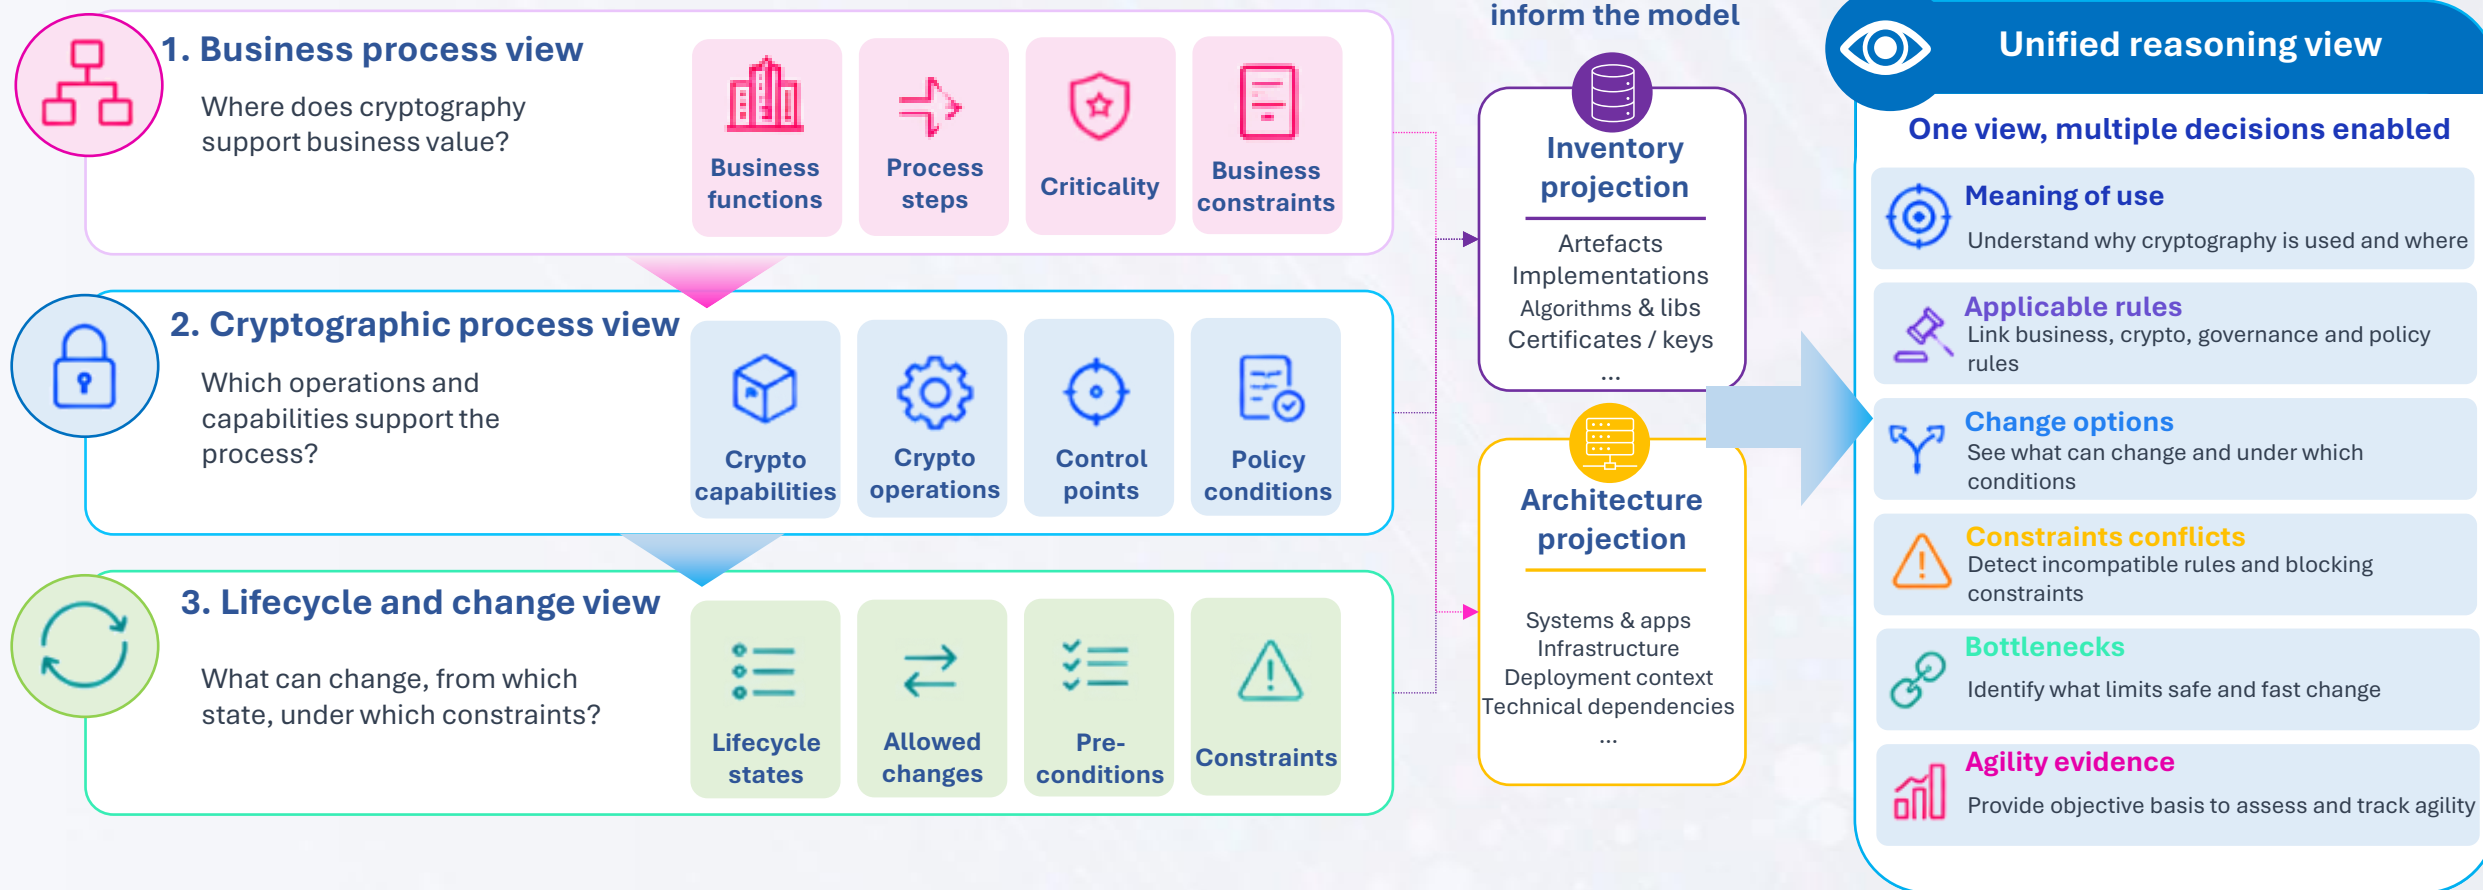 1. Business process view
Where does cryptography
support business value?
Business
functions
Process
steps
Criticality
Business
constraints
2. Cryptographic process view
Which operations and
capabilities support the
process?
Crypto
capabilities
Crypto
operations
Control
points
Policy
conditions
3. Lifecycle and change view
What can change, from which
state, under which constraints?
Lifecycle
states
Allowed
changes
Pre-
conditions
Constraints
inform the model
Inventory
projection
Artefacts
Implementations
Algorithms & libs
Certificates / keys
...
Architecture
projection
Systems & apps
Infrastructure
Deployment context
Technical dependencies
...
Unified reasoning view
One view, multiple decisions enabled
Meaning of use
Understand why cryptography is used and where
Applicable rules
Link business, crypto, governance and policy
rules
Change options
See what can change and under which
conditions
Constraints conflicts
Detect incompatible rules and blocking
constraints
Bottlenecks
Identify what limits safe and fast change
Agility evidence
Provide objective basis to assess and track agility